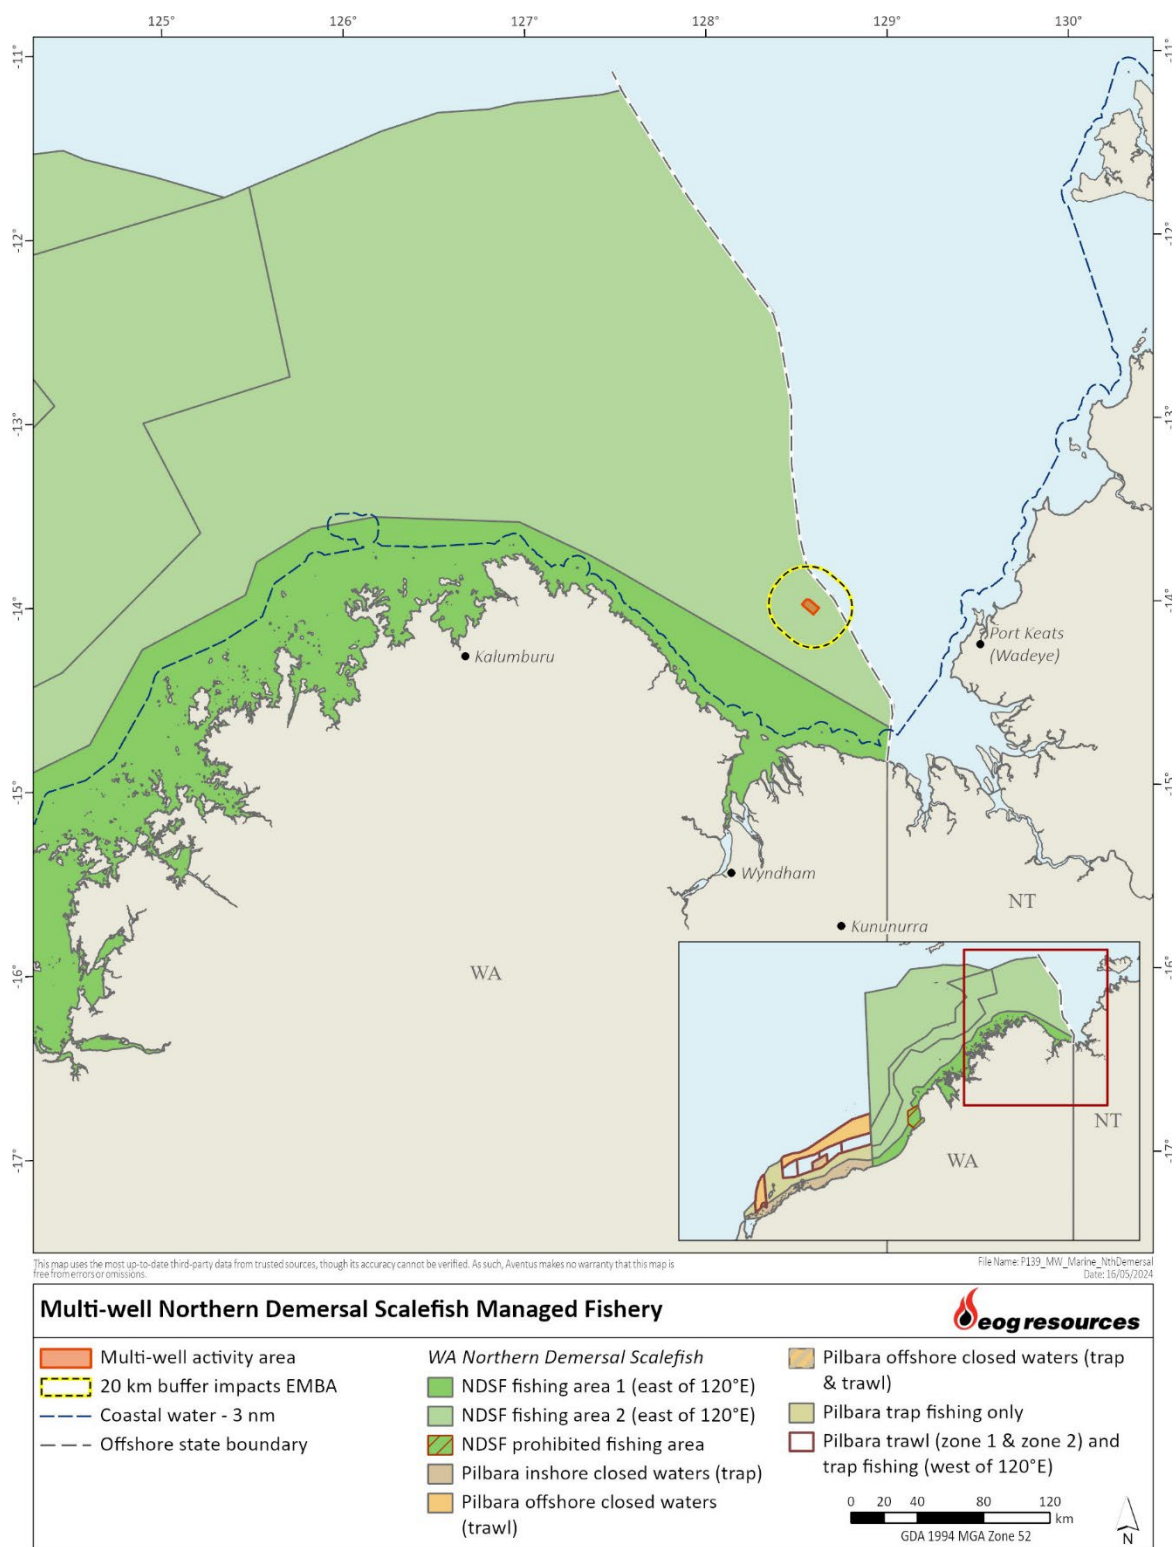 125°
126°
127°
128°
129°
130°
-11°
-11°
-12°
-12°
-13°
-13°
-14°
-14°
Port Keats
(Wadeye)
Kalumburu
-15°
-15°
Wyndham
NT
Kununurra
-16°
-16°
WA
NT
WA
-17°
-17°
This map uses the most up-to-date third-party data from trusted sources, though its accuracy cannot be verified. As such, Aventus makes no warranty that this map is
free from errors or omissions.
File Name: P139_MW_Marine_NthDemersal
Date: 16/05/2024
Multi-well Northern Demersal Scalefish Managed Fishery
eog resources
Multi-well activity area
20 km buffer impacts EMBA
Coastal water - 3 nm
Offshore state boundary
WA Northern Demersal Scalefish
NDSF fishing area 1 (east of 120°E)
NDSF fishing area 2 (east of 120°E)
NDSF prohibited fishing area
Pilbara inshore closed waters (trap)
Pilbara offshore closed waters
(trawl)
Pilbara offshore closed waters (trap
& trawl)
Pilbara trap fishing only
Pilbara trawl (zone 1 & zone 2) and
trap fishing (west of 120°E)
0 20 40 80 120
km
GDA 1994 MGA Zone 52
N